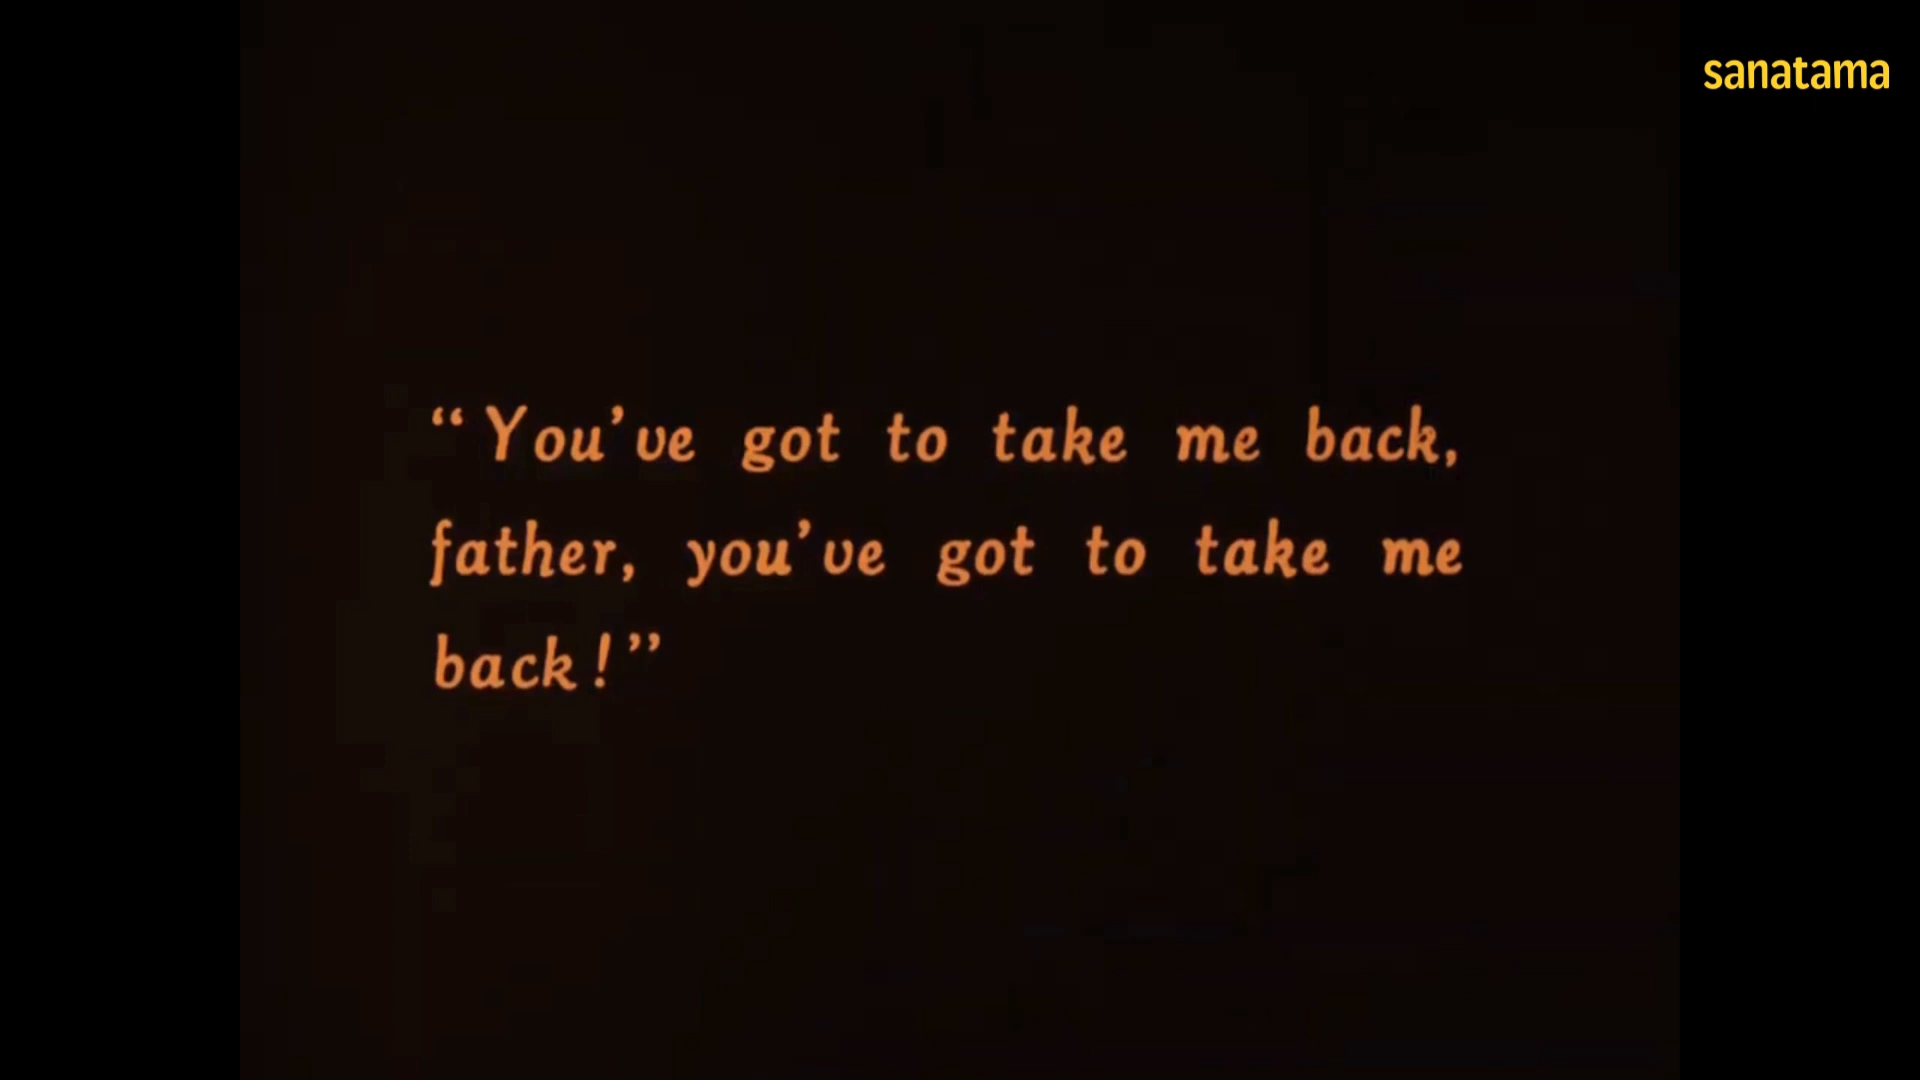 sanatama
“You’ve got to take me back,
father, you’ve got to take me
back!”